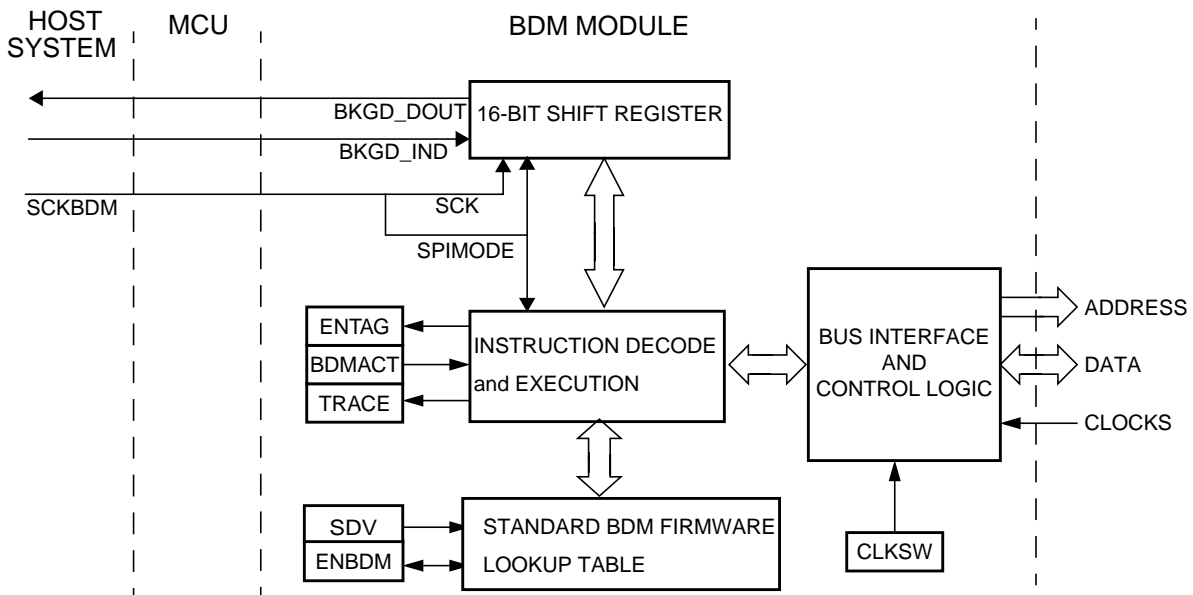 HOST
SYSTEM
MCU
BDM MODULE
BKGD_DOUT
16-BIT SHIFT REGISTER
BKGD_IND
SCKBDM
SCK
SPIMODE
ENTAG
BDMACT
TRACE
INSTRUCTION DECODE
and EXECUTION
BUS INTERFACE
AND
CONTROL LOGIC
ADDRESS
DATA
CLOCKS
SDV
ENBDM
STANDARD BDM FIRMWARE
LOOKUP TABLE
CLKSW